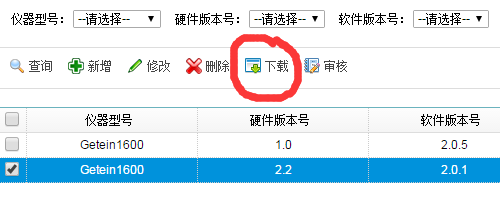 仪器型号： --请选择-- 硬件版本号： --请选择-- 软件版本号： --请选择--
查询 新增 修改 删除 下载 审核
仪器型号 硬件版本号 软件版本号
Getein1600 1.0 2.0.5
Getein1600 2.2 2.0.1